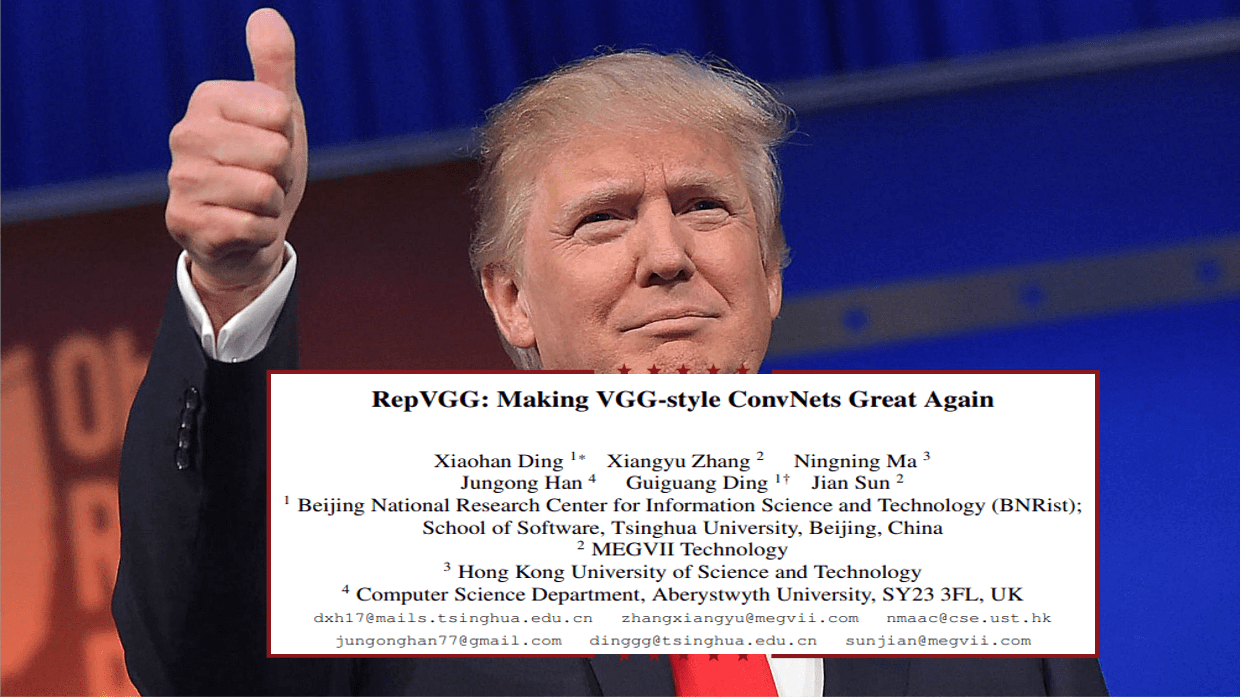 RepVGG: Making VGG-style ConvNets Great Again
Xiaohan Ding 1* Xiangyu Zhang 2 Ningning Ma 3
Jungong Han 4 Guiguang Ding 1† Jian Sun 2
1 Beijing National Research Center for Information Science and Technology (BNRist);
School of Software, Tsinghua University, Beijing, China
2 MEGVII Technology
3 Hong Kong University of Science and Technology
4 Computer Science Department, Aberystwyth University, SY23 3FL, UK
dxh17@mails.tsinghua.edu.cn zhangxiangyu@megvii.com nmaac@cse.ust.hk
jungonghan77@gmail.com dinggg@tsinghua.edu.cn sunjian@megvii.com